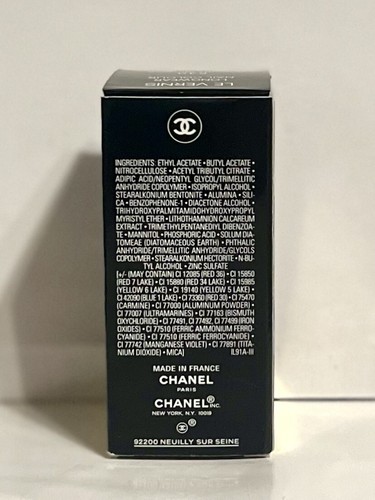 LE VERNIS
LONGWEAR
NAIL COLOUR
INGREDIENTS: ETHYL ACETATE • BUTYL ACETATE •
NITROCELLULOSE • ACETYL TRIBUTYL CITRATE •
ADIPIC ACID/NEOPENTYL GLYCOL/TRIMELLITIC
ANHYDRIDE COPOLYMER • ISOPROPYL ALCOHOL •
STEARALKONIUM BENTONITE • ALUMINA • SILI-
CA • BENZOPHENONE-1 • DIACETONE ALCOHOL •
TRIHYDROXYPALMITAMIDOHYDROXYPROPYL
MYRISTYL ETHER • LITHOTHAMNION CALCAREUM
EXTRACT • TRIMETHYLPENTANEDIYL DIBENZOA-
TE • MANNITOL • PHOSPHORIC ACID • SOLUM DIA-
TOMEAE (DIATOMACEOUS EARTH) • PHTHALIC
ANHYDRIDE/TRIMELLITIC ANHYDRIDE/GLYCOLS
COPOLYMER • STEARALKONIUM HECTORITE • N-BU-
TYL ALCOHOL • ZINC SULFATE
[+/- (MAY CONTAIN) CI 12085 (RED 36) • CI 15850
(RED 7 LAKE) • CI 15880 (RED 34 LAKE) • CI 15985
(YELLOW 6 LAKE) • CI 19140 (YELLOW 5 LAKE) •
CI 42090 (BLUE 1 LAKE) • CI 73360 (RED 30) • CI 75470
(CARMINE) • CI 77000 (ALUMINUM POWDER) •
CI 77007 (ULTRAMARINES) • CI 77163 (BISMUTH
OXYCHLORIDE) • CI 77491, CI 77492, CI 77499 (IRON
OXIDES) • CI 77510 (FERRIC AMMONIUM FERRO-
CYANIDE) • CI 77510 (FERRIC FERROCYANIDE) •
CI 77742 (MANGANESE VIOLET) • CI 77891 (TITA-
NIUM DIOXIDE) • MICA] IL91A-III
MADE IN FRANCE
CHANEL
PARIS
CHANEL® INC.
NEW YORK, N.Y. 10019
®
92200 NEUILLY SUR SEINE